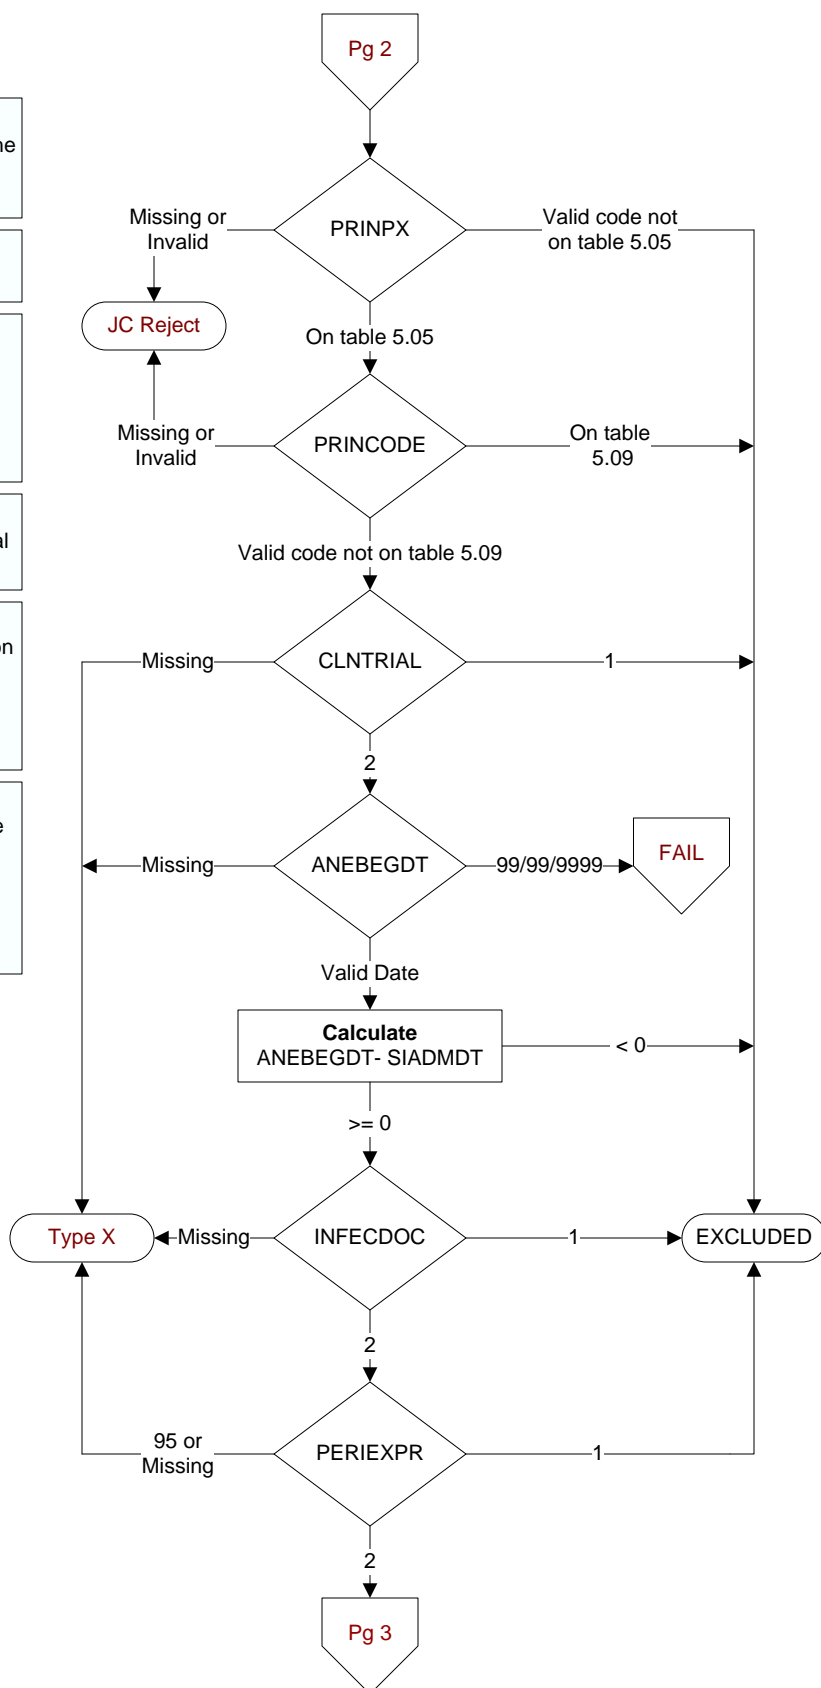 Pg 2
ne
PRINPX
Missing or
Invalid
Valid code not
on table 5.05
JC Reject
On table 5.05
PRINCODE
Missing or
Invalid
On table
5.09
al
Valid code not on table 5.09
on
CLNTRIAL
Missing
1
2
e
ANEBEGDT
Missing
99/99/9999
FAIL
Valid Date
Calculate
ANEBEGDT- SIADMDT
< 0
>= 0
Type X
Missing
INFECDOC
1
EXCLUDED
2
95 or
Missing
PERIEXPR
1
2
Pg 3